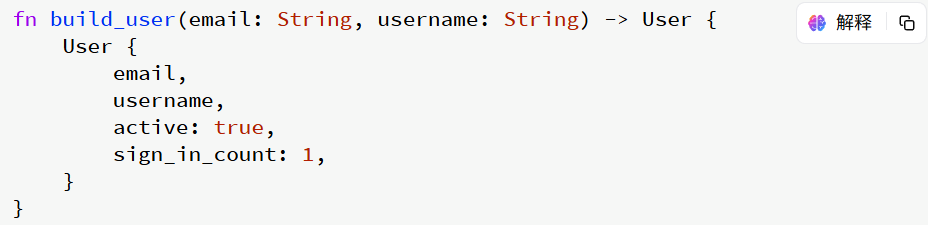 fn build_user(email: String, username: String) -> User {
    User {
        email,
        username,
        active: true,
        sign_in_count: 1,
    }
}
解释